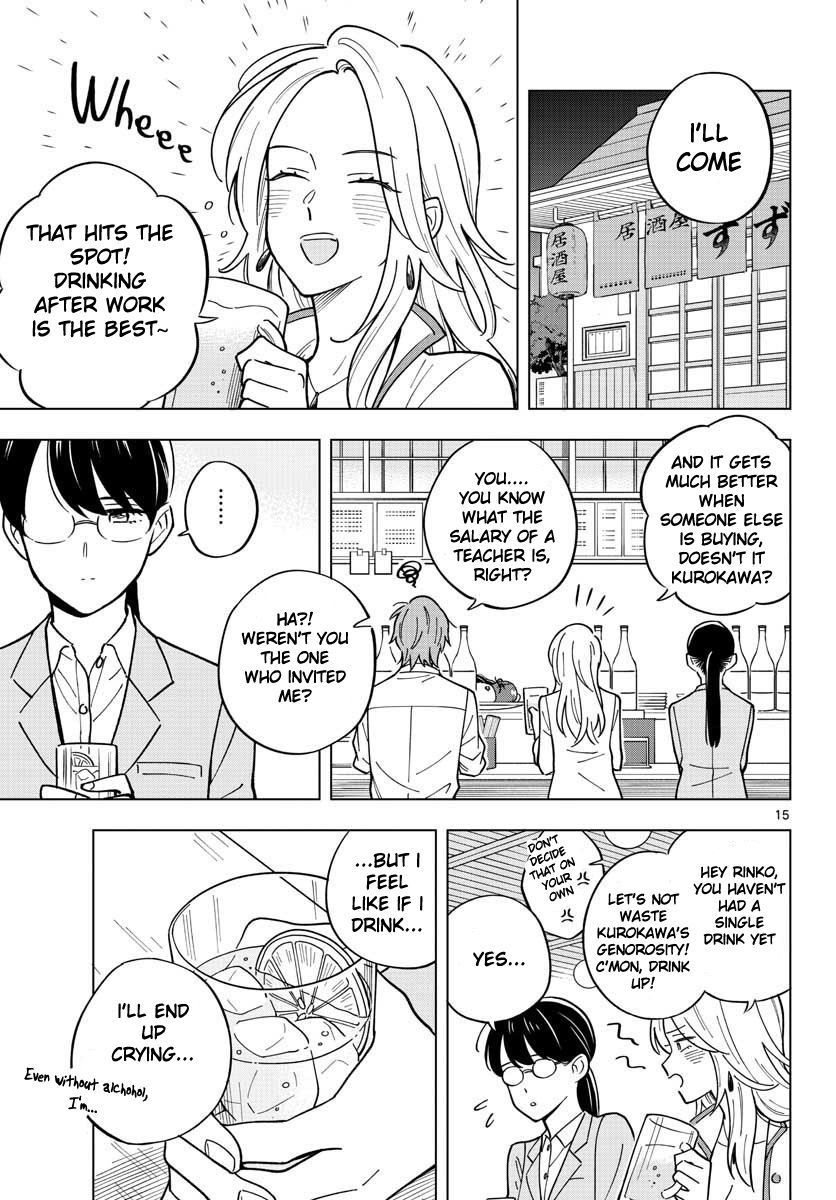 I'LL
COME
居酒屋
居
酒
屋
すず
Wheee
THAT HITS THE
SPOT!
DRINKING
AFTER WORK
IS THE BEST~
AND IT GETS
MUCH BETTER
WHEN
SOMEONE ELSE
IS BUYING,
DOESN'T IT
KUROKAWA?
YOU....
YOU KNOW
WHAT THE
SALARY OF A
TEACHER IS,
RIGHT?
HA?!
WEREN'T YOU
THE ONE
WHO INVITED
ME?
......
15
HEY RINKO,
YOU HAVEN'T
HAD A
SINGLE
DRINK YET
LET'S NOT
WASTE
KUROKAWA'S
GENOROSITY!
C'MON, DRINK
UP!
DON'T
DECIDE
THAT ON
YOUR
OWN
YES...
...BUT I
FEEL
LIKE IF I
DRINK...
I'LL END
UP
CRYING...
Even without alchohol,
I'm...